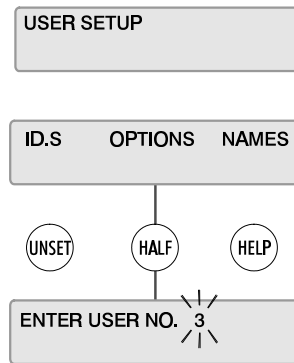 USER SETUP
ID.S OPTIONS NAMES
UNSET HALF HELP
ENTER USER NO. 3